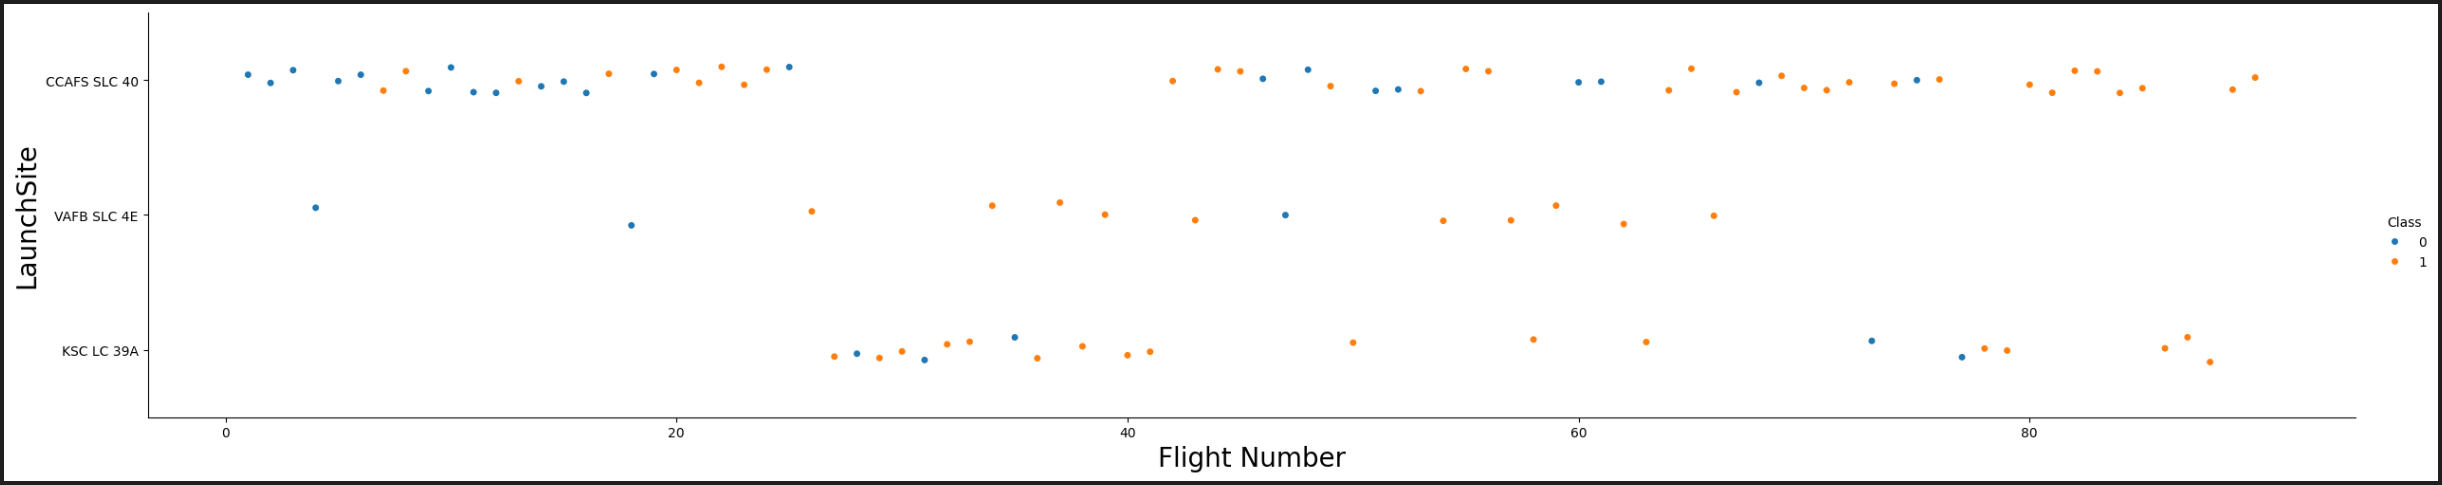 CCAFS SLC 40
VAFB SLC 4E
KSC LC 39A
LaunchSite
0 20 40 60 80
Flight Number
Class
0
1